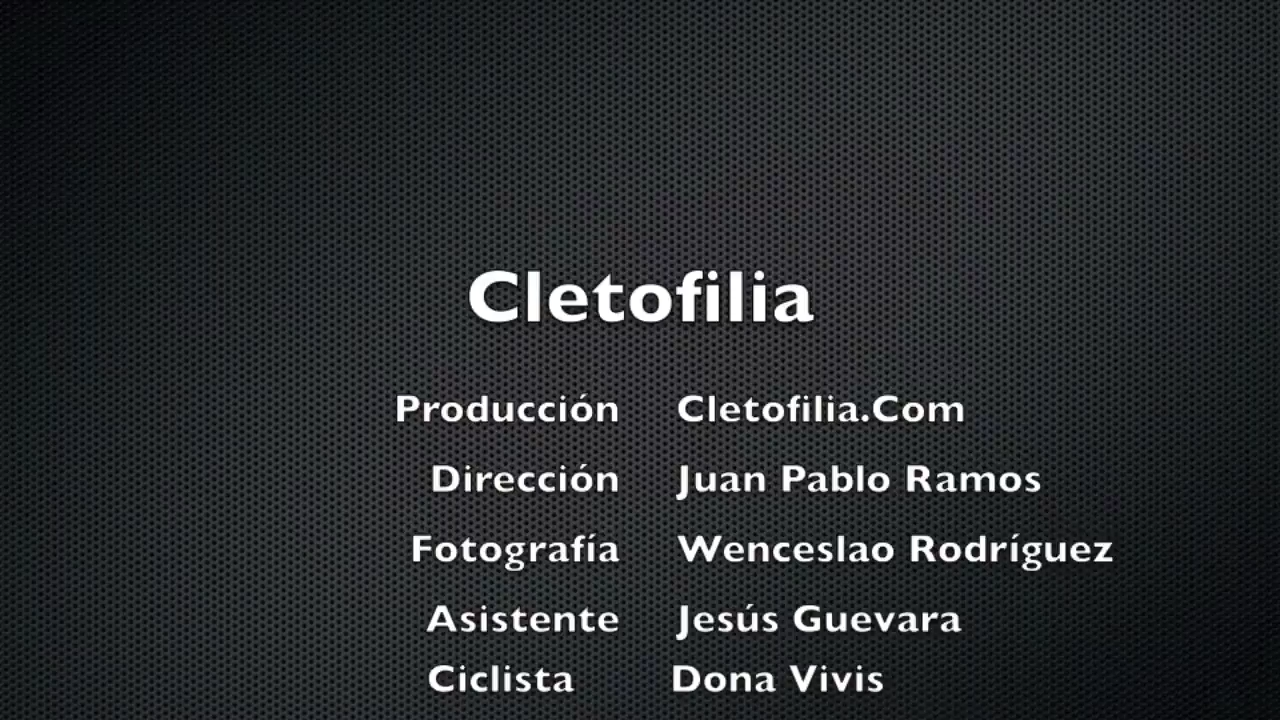 Cletofilia
Producción Cletofilia.Com
Dirección Juan Pablo Ramos
Fotografía Wenceslao Rodríguez
Asistente Jesús Guevara
Ciclista Dona Vivis